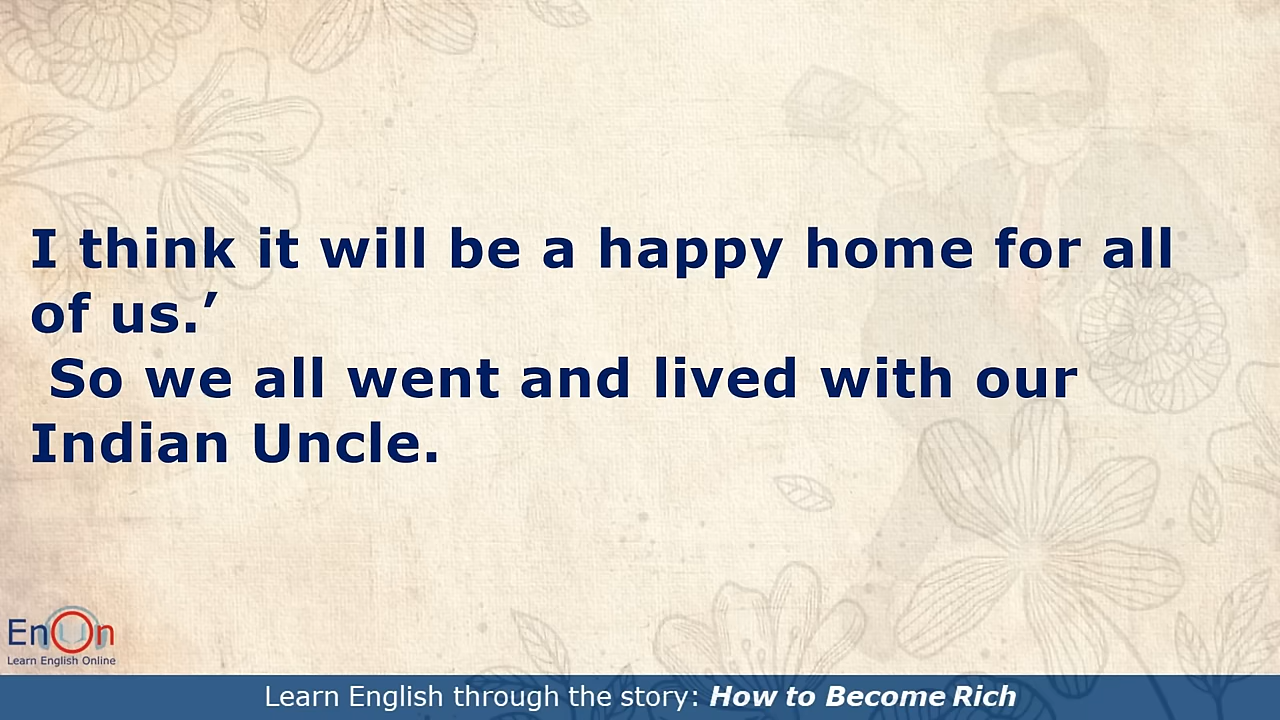 I think it will be a happy home for all
of us.’
So we all went and lived with our
Indian Uncle.
EnOn
Learn English Online
Learn English through the story: How to Become Rich